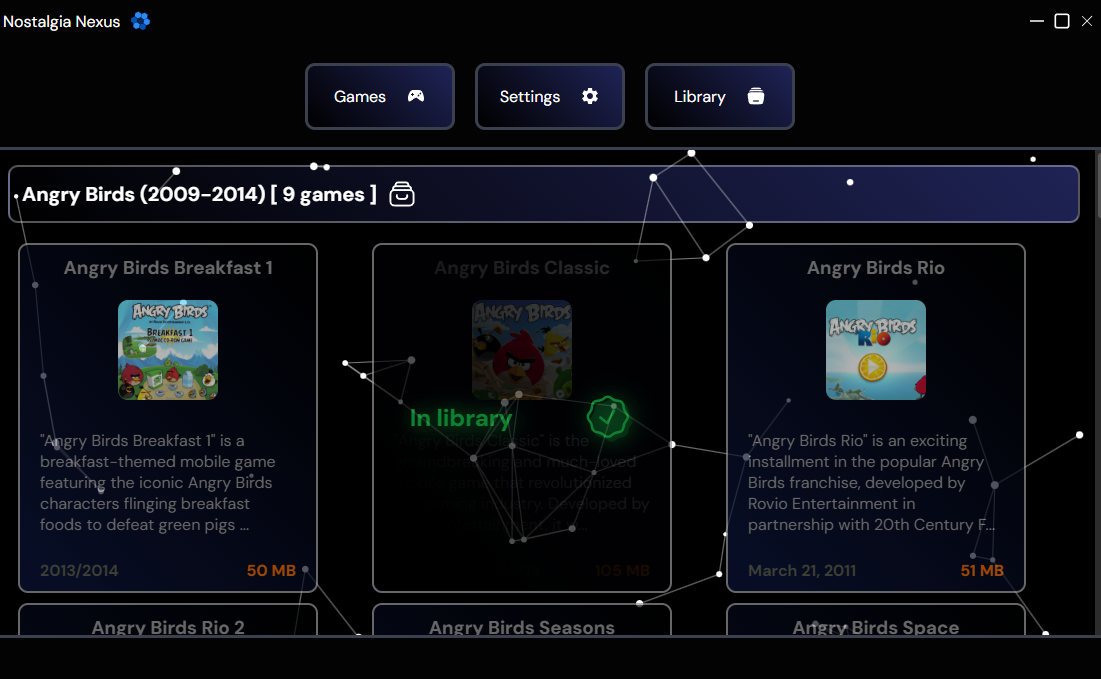 Nostalgia Nexus
Games
Settings
Library
Angry Birds (2009-2014) [ 9 games ]
Angry Birds Breakfast 1
ANGRY BIRDS
BREAKFAST 1
"Angry Birds Breakfast 1" is a
breakfast-themed mobile game
featuring the iconic Angry Birds
characters flinging breakfast
foods to defeat green pigs ...
2013/2014
50 MB
Angry Birds Classic
ANGRY BIRDS
In library
"Angry Birds Classic" is the
groundbreaking and much-loved
game that revolutionized
industry. Developed by
105 MB
Angry Birds Rio
ANGRY BIRDS
RIO
"Angry Birds Rio" is an exciting
installment in the popular Angry
Birds franchise, developed by
Rovio Entertainment in
partnership with 20th Century F...
March 21, 2011
51 MB
Angry Birds Rio 2
Angry Birds Seasons
Angry Birds Space